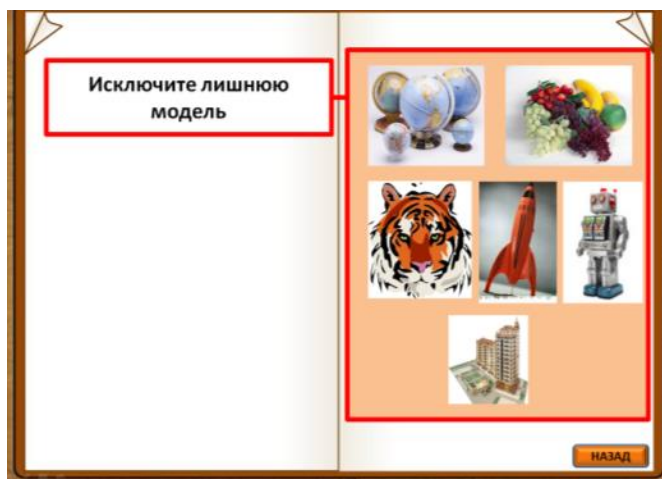 Исключите лишнюю
модель
НАЗАД